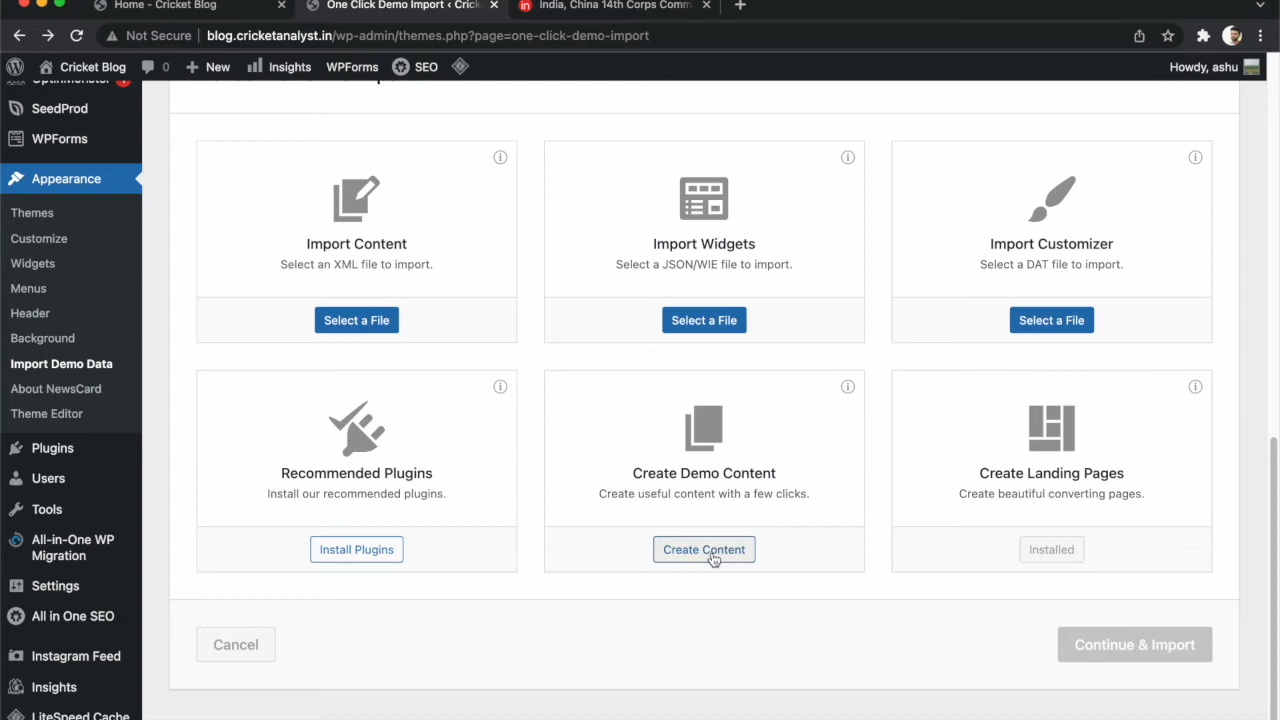 Home - Cricket Blog
One Click Demo Import ‹ Crick
India, China 14th Corps Comm
Not Secure
blog.cricketanalyst.in/wp-admin/themes.php?page=one-click-demo-import
Cricket Blog
0
New
Insights
WPForms
SEO
Howdy, ashu
OptinMonster
SeedProd
WPForms
Appearance
Themes
Customize
Widgets
Menus
Header
Background
Import Demo Data
About NewsCard
Theme Editor
Plugins
Users
Tools
All-in-One WP
Migration
Settings
All in One SEO
Instagram Feed
Insights
LiteSpeed Cache
Import Content
Select an XML file to import.
Select a File
Import Widgets
Select a JSON/WIE file to import.
Select a File
Import Customizer
Select a DAT file to import.
Select a File
Recommended Plugins
Install our recommended plugins.
Install Plugins
Create Demo Content
Create useful content with a few clicks.
Create Content
Create Landing Pages
Create beautiful converting pages.
Installed
Cancel
Continue & Import